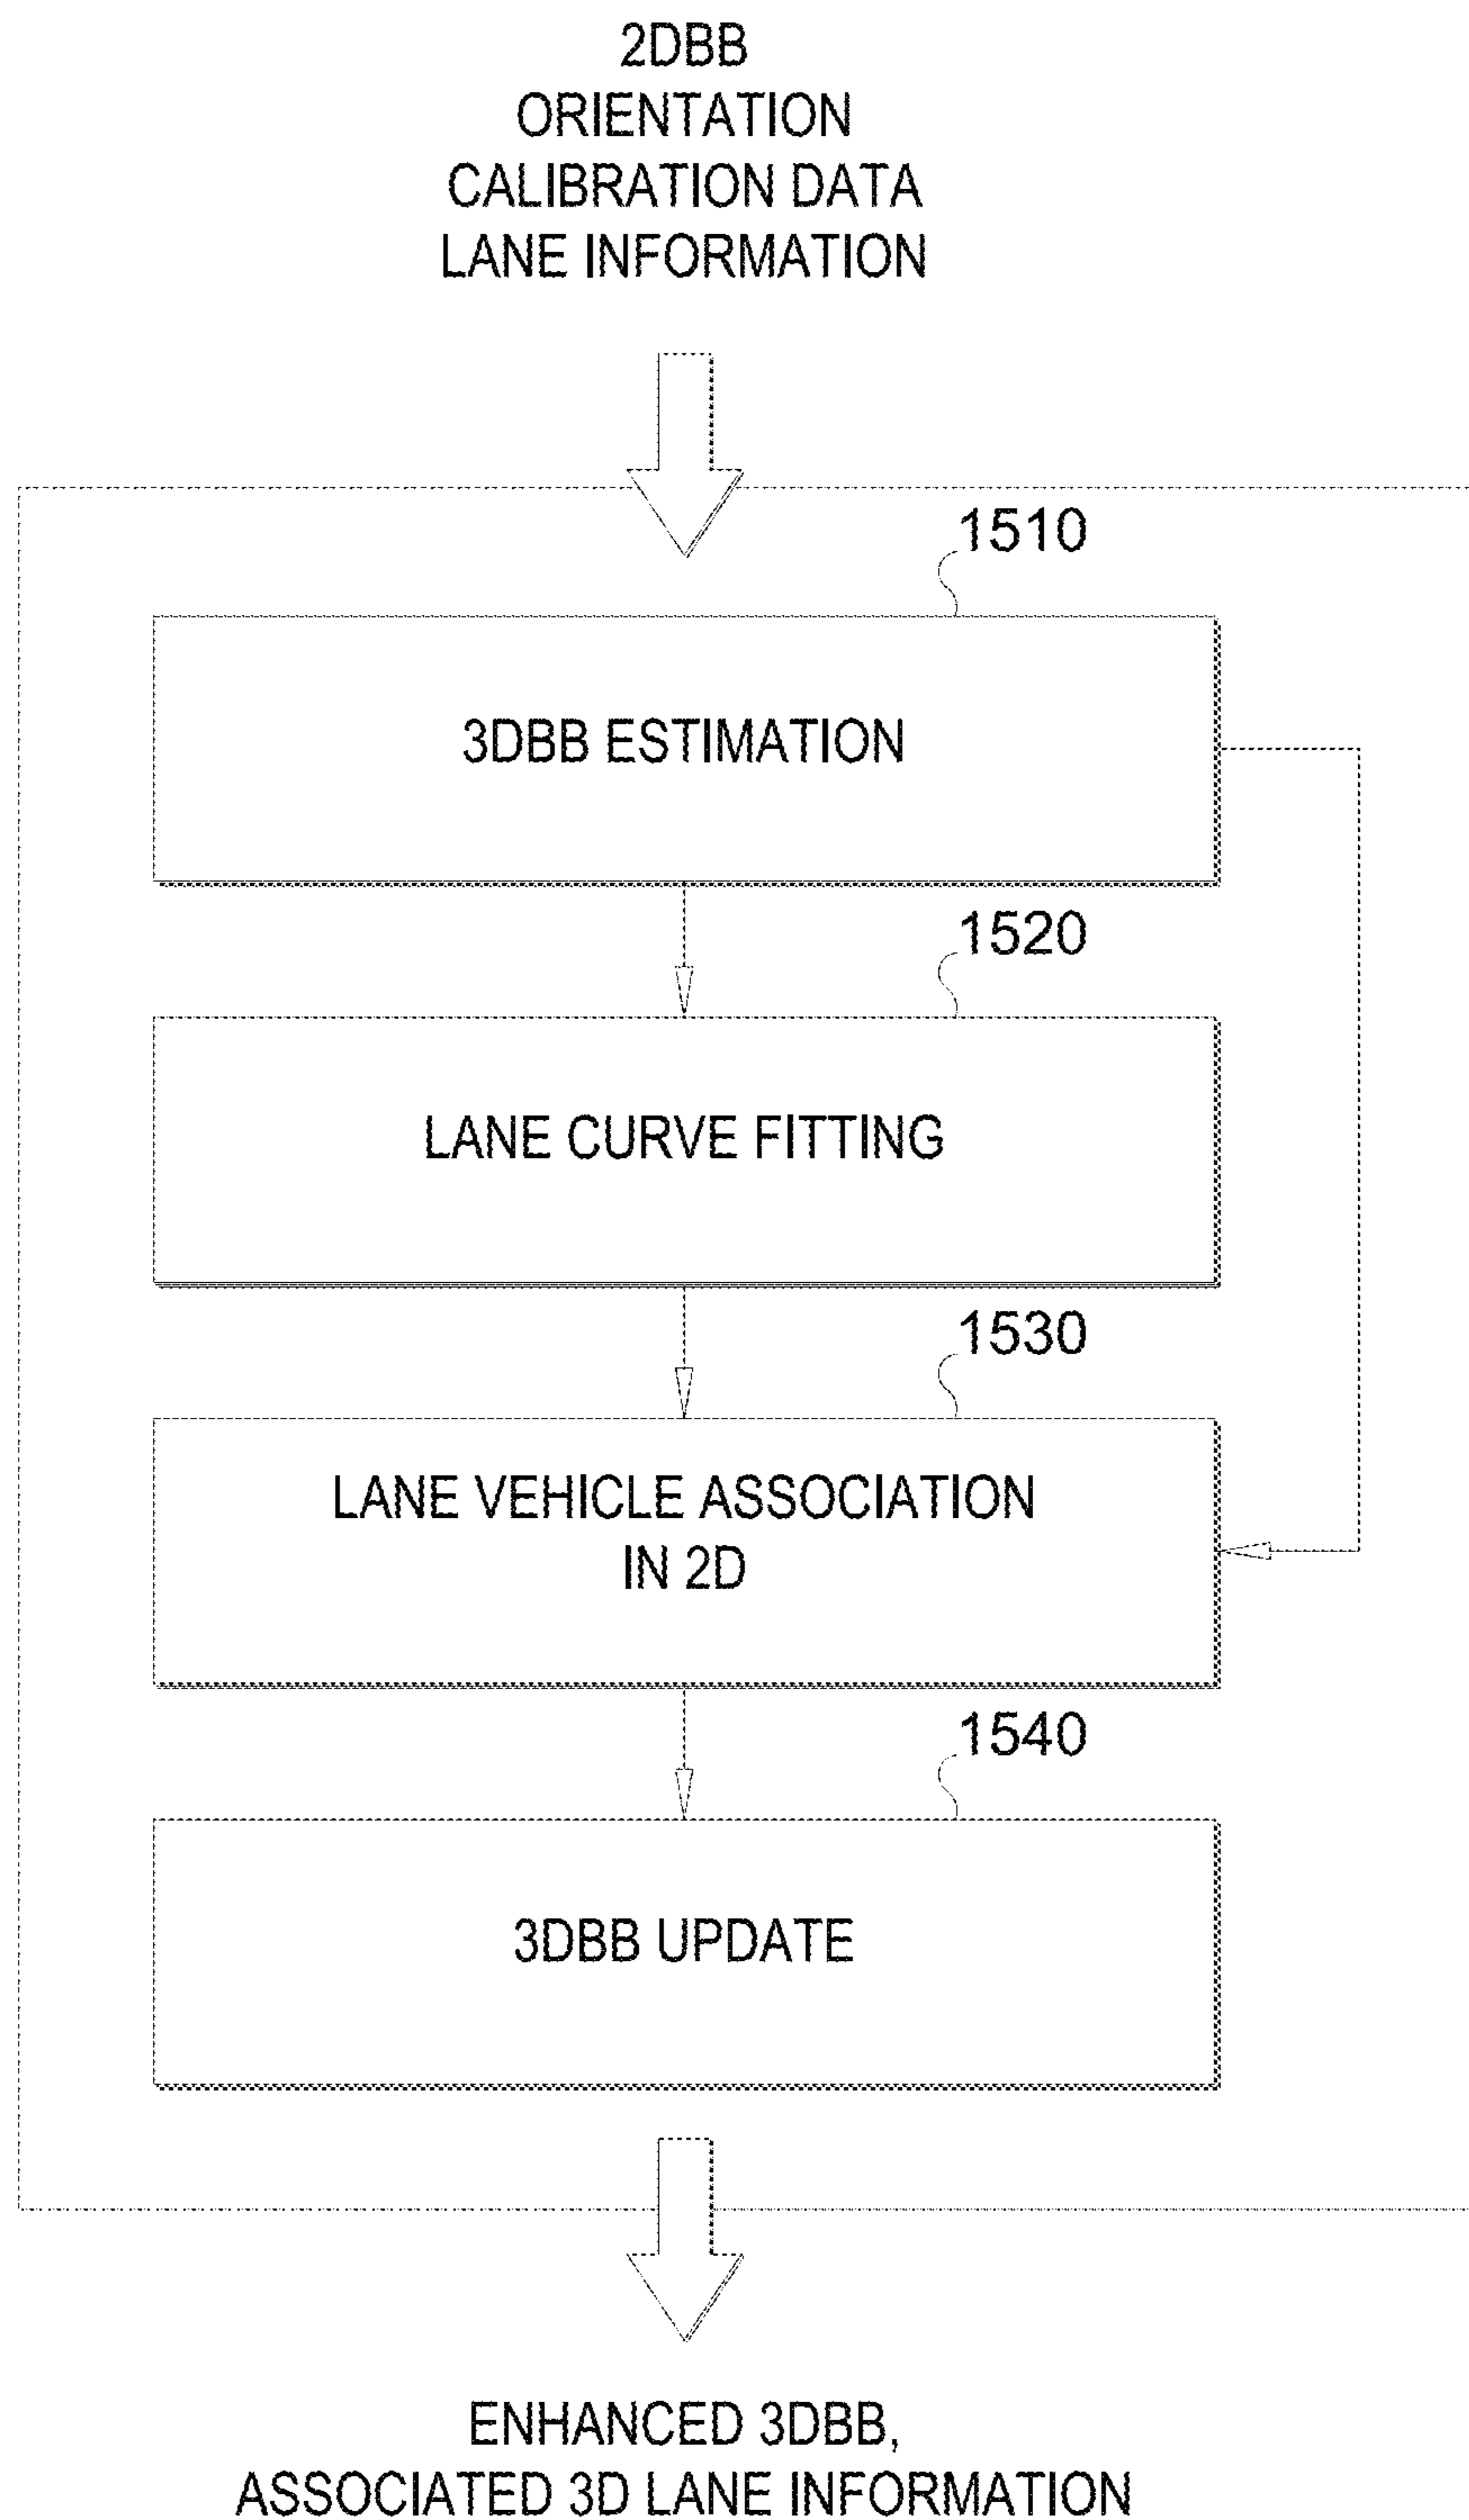 2DBB
ORIENTATION
CALIBRATION DATA
LANE INFORMATION
1510
3DBB ESTIMATION
1520
LANE CURVE FITTING
1530
LANE VEHICLE ASSOCIATION
IN 2D
1540
3DBB UPDATE
ENHANCED 3DBB,
ASSOCIATED 3D LANE INFORMATION